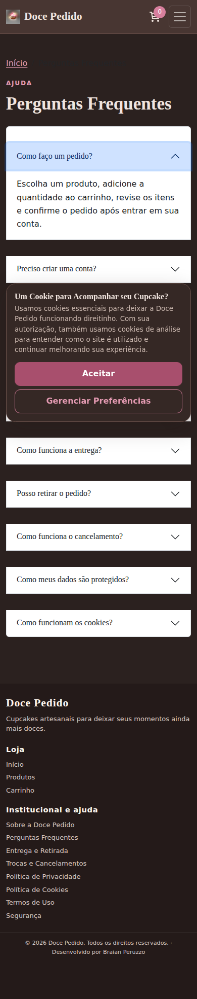 Doce Pedido
0
Início
AJUDA
Perguntas Frequentes
Como faço um pedido?
Escolha um produto, adicione a
quantidade ao carrinho, revise os itens
e confirme o pedido após entrar em sua
conta.
Preciso criar uma conta?
Um Cookie para Acompanhar seu Cupcake?
Usamos cookies essenciais para deixar a Doce
Pedido funcionando direitinho. Com sua
autorização, também usamos cookies de análise
para entender como o site é utilizado e
continuar melhorando sua experiência.
Aceitar
Gerenciar Preferências
Como funciona a entrega?
Posso retirar o pedido?
Como funciona o cancelamento?
Como meus dados são protegidos?
Como funcionam os cookies?
Doce Pedido
Cupcakes artesanais para deixar seus momentos ainda
mais doces.
Loja
Início
Produtos
Carrinho
Institucional e ajuda
Sobre a Doce Pedido
Perguntas Frequentes
Entrega e Retirada
Trocas e Cancelamentos
Política de Privacidade
Política de Cookies
Termos de Uso
Segurança
© 2026 Doce Pedido. Todos os direitos reservados. ·
Desenvolvido por Braian Peruzzo